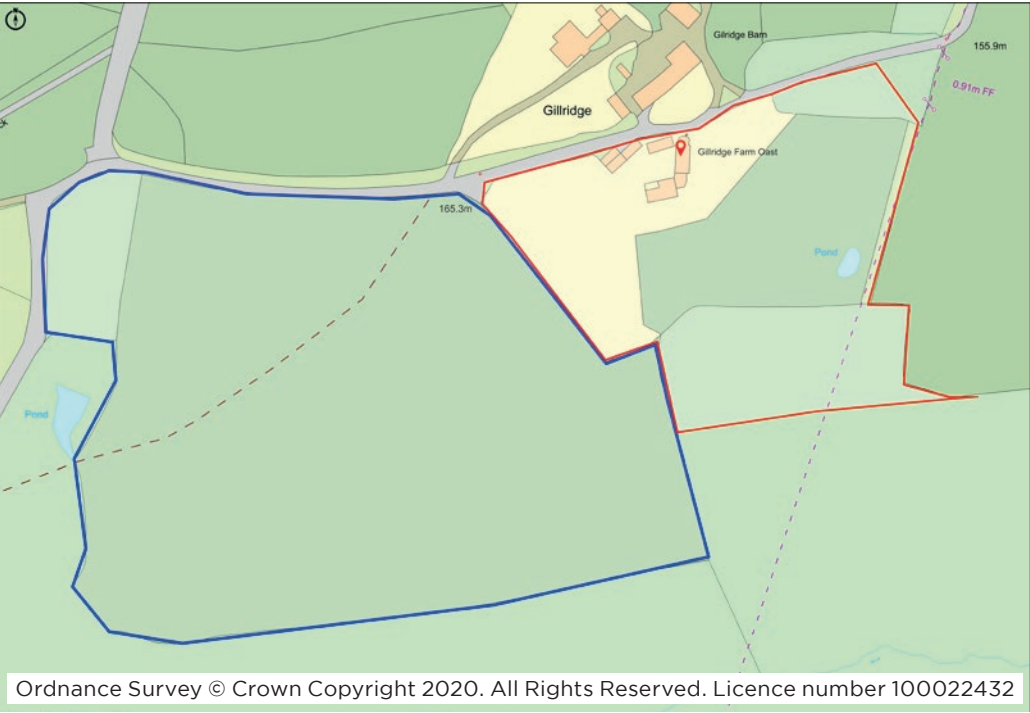 Gilridge Barn
155.9m
0.91m FF
Gillridge
Gillridge Farm Oast
165.3m
Pond
Pond
Ordnance Survey © Crown Copyright 2020. All Rights Reserved. Licence number 100022432